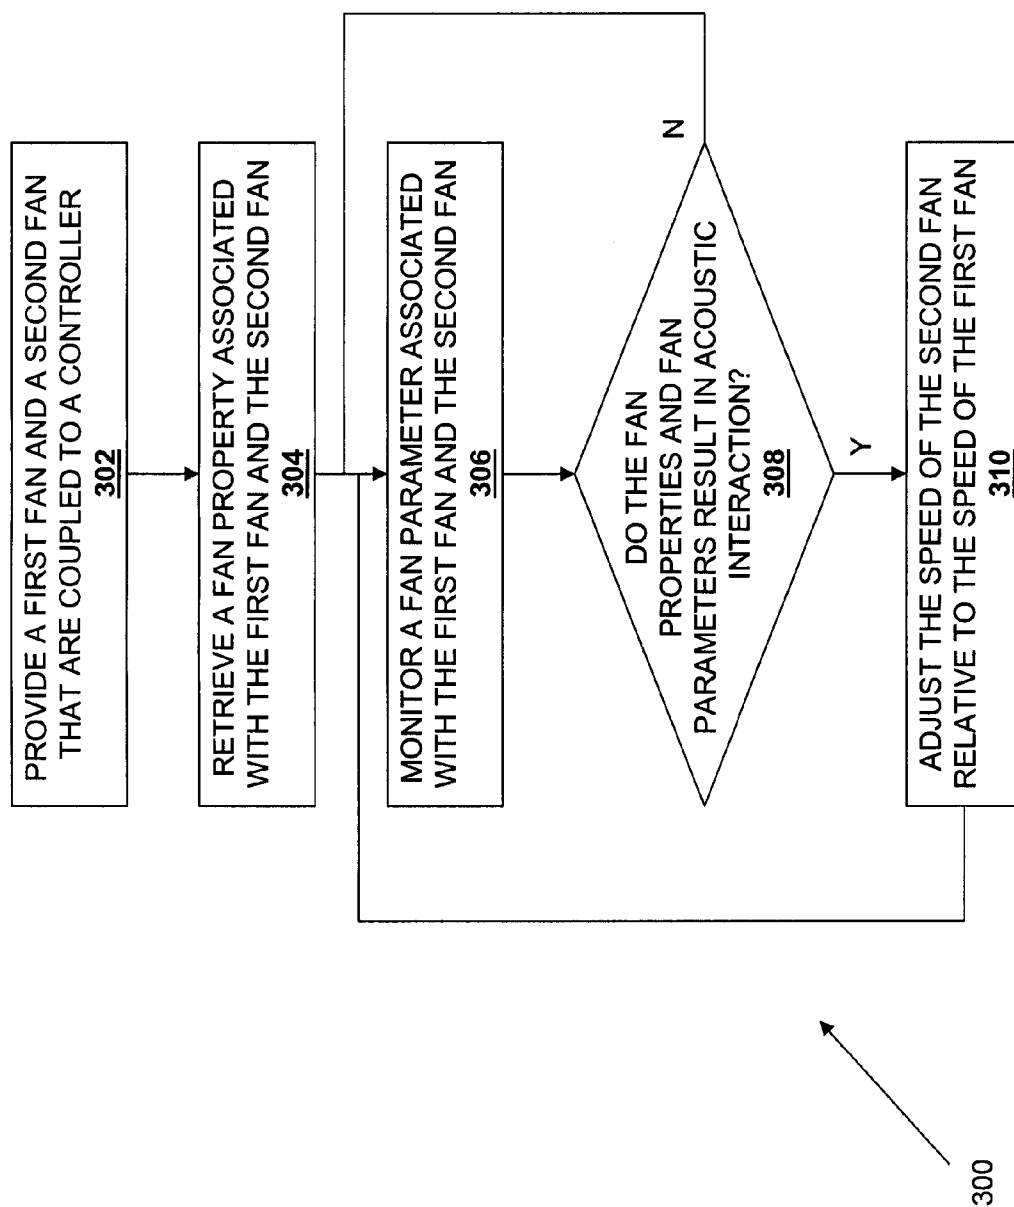 PROVIDE A FIRST FAN AND A SECOND FAN
THAT ARE COUPLED TO A CONTROLLER
302
RETRIEVE A FAN PROPERTY ASSOCIATED
WITH THE FIRST FAN AND THE SECOND FAN
304
MONITOR A FAN PARAMETER ASSOCIATED
WITH THE FIRST FAN AND THE SECOND FAN
306
DO THE FAN
PROPERTIES AND FAN
PARAMETERS RESULT IN ACOUSTIC
INTERACTION?
308
N
Y
ADJUST THE SPEED OF THE SECOND FAN
RELATIVE TO THE SPEED OF THE FIRST FAN
310
300